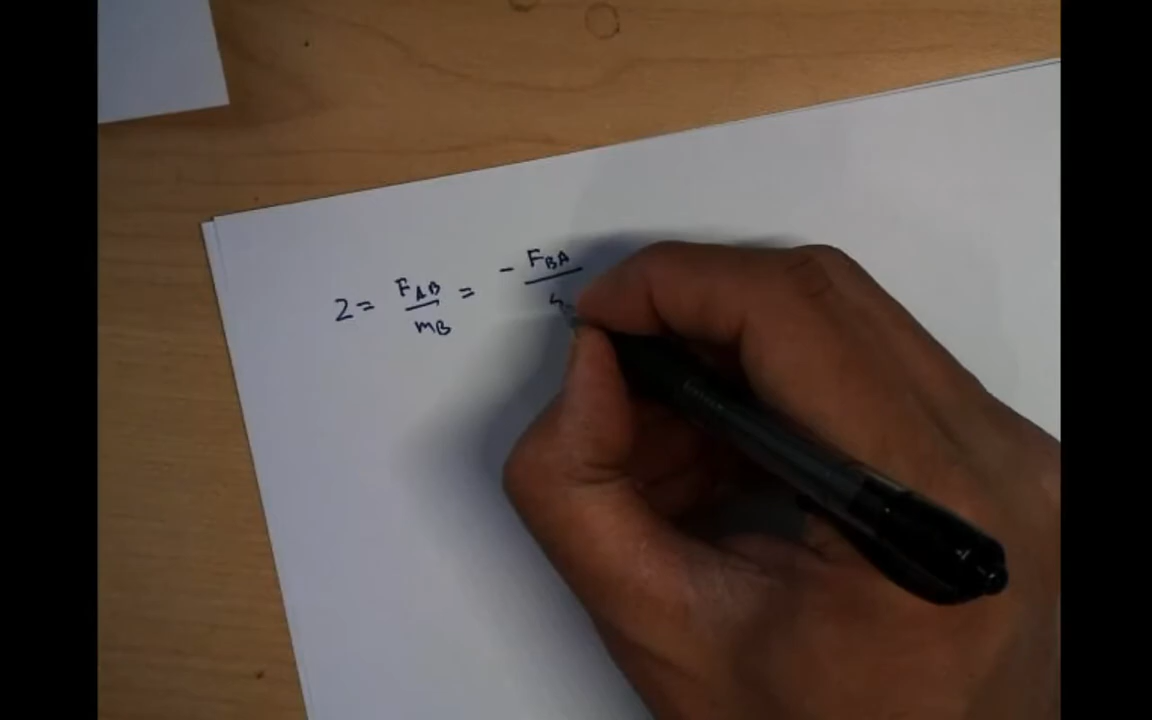 2 = F_AB / m_B = - F_BA /